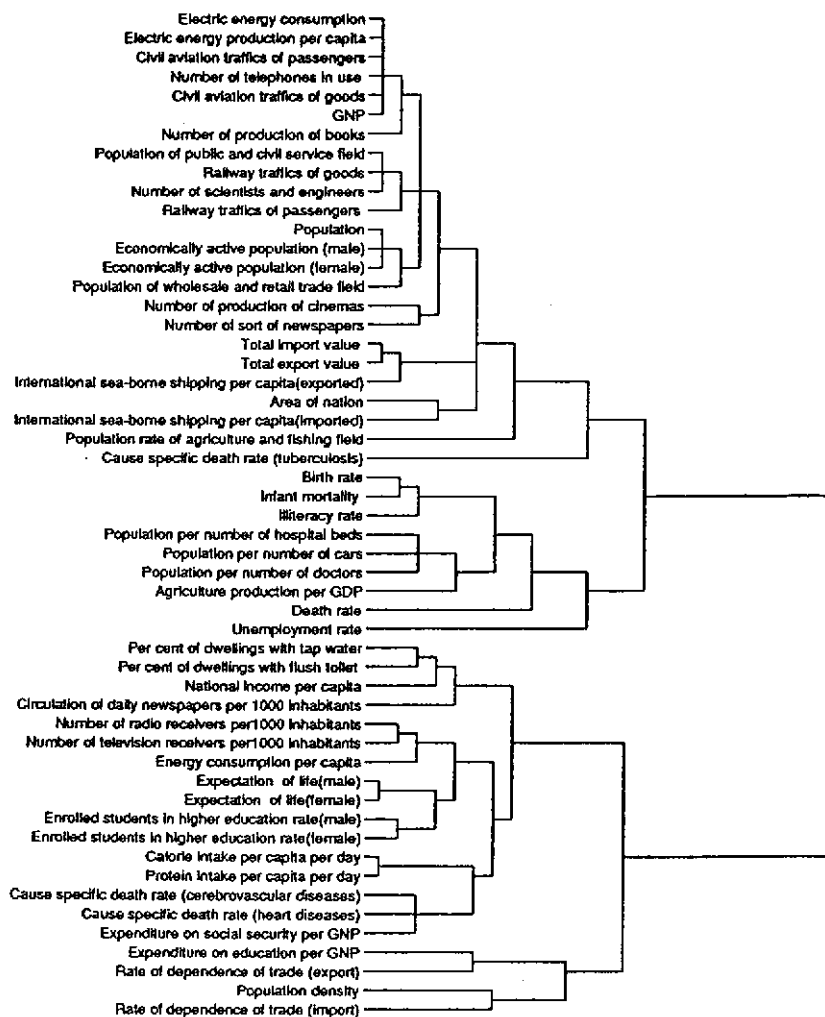 Electric energy consumption
Electric energy production per capita
Civil aviation traffics of passengers
Number of telephones in use
Civil aviation traffics of goods
GNP
Number of production of books
Population of public and civil service field
Railway traffics of goods
Number of scientists and engineers
Railway traffics of passengers
Population
Economically active population (male)
Economically active population (female)
Population of wholesale and retail trade field
Number of production of cinemas
Number of sort of newspapers
Total import value
Total export value
International sea-borne shipping per capita(exported)
Area of nation
International sea-borne shipping per capita(imported)
Population rate of agriculture and fishing field
Cause specific death rate (tuberculosis)
Birth rate
Infant mortality
Illiteracy rate
Population per number of hospital beds
Population per number of cars
Population per number of doctors
Agriculture production per GDP
Death rate
Unemployment rate
Per cent of dwellings with tap water
Per cent of dwellings with flush toilet
National income per capita
Circulation of daily newspapers per 1000 inhabitants
Number of radio receivers per1000 inhabitants
Number of television receivers per1000 inhabitants
Energy consumption per capita
Expectation of life(male)
Expectation of life(female)
Enrolled students in higher education rate(male)
Enrolled students in higher education rate(female)
Calorie intake per capita per day
Protein intake per capita per day
Cause specific death rate (cerebrovascular diseases)
Cause specific death rate (heart diseases)
Expenditure on social security per GNP
Expenditure on education per GNP
Rate of dependence of trade (export)
Population density
Rate of dependence of trade (import)